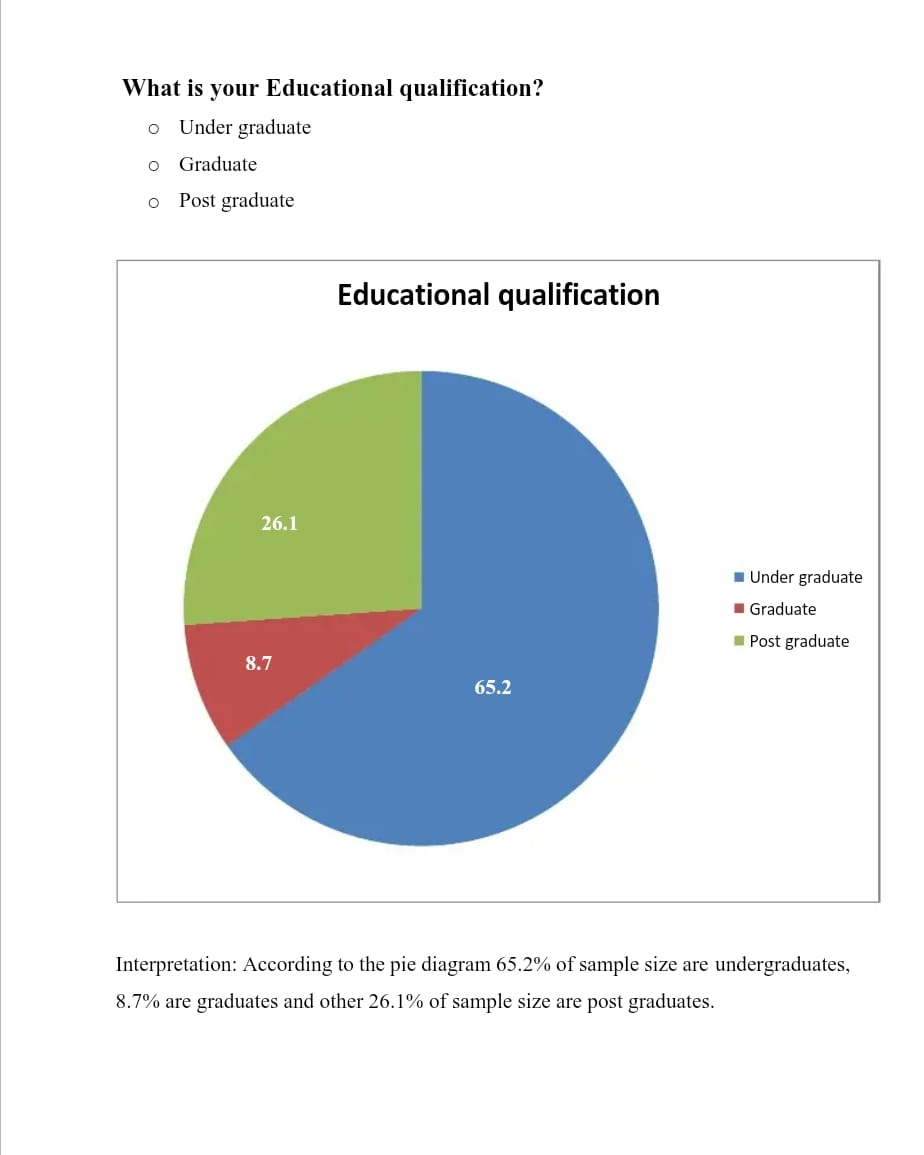 What is your Educational qualification?
o Under graduate
o Graduate
o Post graduate
Educational qualification
26.1
8.7
65.2
Under graduate
Graduate
Post graduate
Interpretation: According to the pie diagram 65.2% of sample size are undergraduates,
8.7% are graduates and other 26.1% of sample size are post graduates.